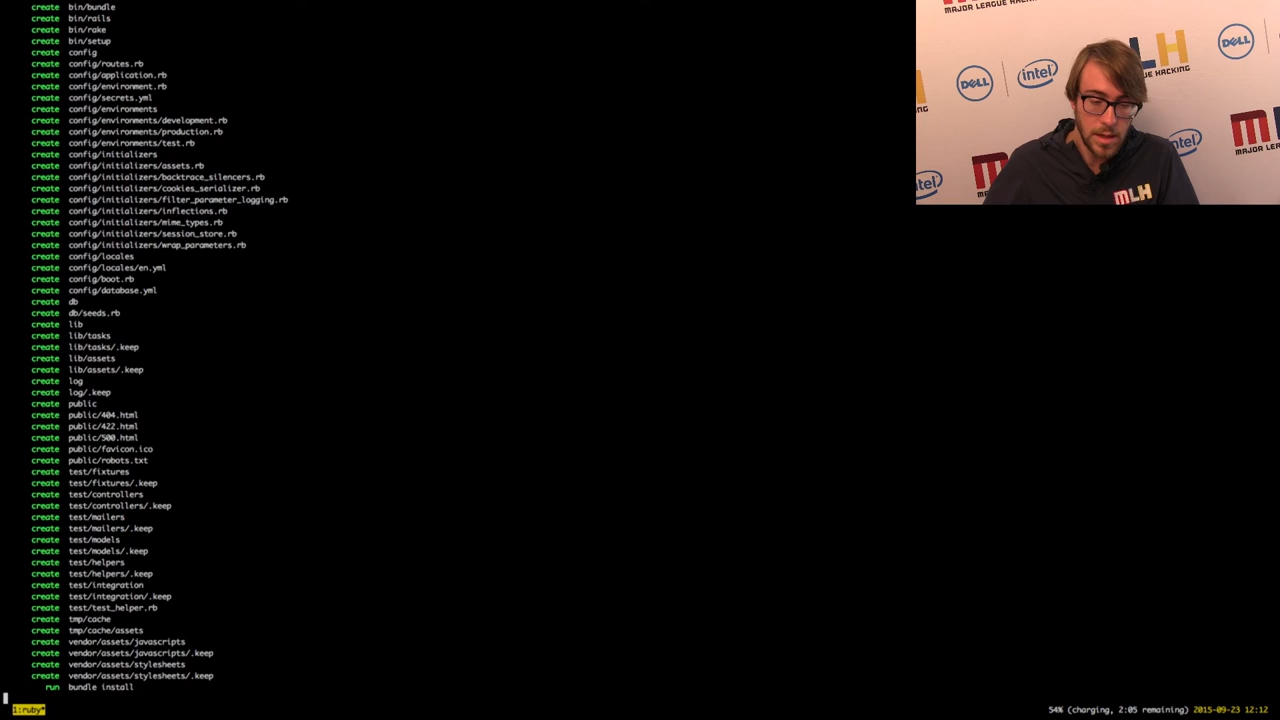 create bin/bundle
create bin/rails
create bin/rake
create bin/setup
create config
create config/routes.rb
create config/application.rb
create config/environment.rb
create config/secrets.yml
create config/environments
create config/environments/development.rb
create config/environments/production.rb
create config/environments/test.rb
create config/initializers
create config/initializers/assets.rb
create config/initializers/backtrace_silencers.rb
create config/initializers/cookies_serializer.rb
create config/initializers/filter_parameter_logging.rb
create config/initializers/inflections.rb
create config/initializers/mime_types.rb
create config/initializers/session_store.rb
create config/initializers/wrap_parameters.rb
create config/locales
create config/locales/en.yml
create config/boot.rb
create config/database.yml
create db
create db/seeds.rb
create lib
create lib/tasks
create lib/tasks/.keep
create lib/assets
create lib/assets/.keep
create log
create log/.keep
create public
create public/404.html
create public/422.html
create public/500.html
create public/favicon.ico
create public/robots.txt
create test/fixtures
create test/fixtures/.keep
create test/controllers
create test/controllers/.keep
create test/mailers
create test/mailers/.keep
create test/models
create test/models/.keep
create test/helpers
create test/helpers/.keep
create test/integration
create test/integration/.keep
create test/test_helper.rb
create tmp/cache
create tmp/cache/assets
create vendor/assets/javascripts
create vendor/assets/javascripts/.keep
create vendor/assets/stylesheets
create vendor/assets/stylesheets/.keep
run bundle install
1:ruby*
54% (charging, 2:05 remaining) 2015-09-23 12:12
MAJOR LEAGUE HACKING
DELL
intel
LH
GUE HACKING
DELL
MLH